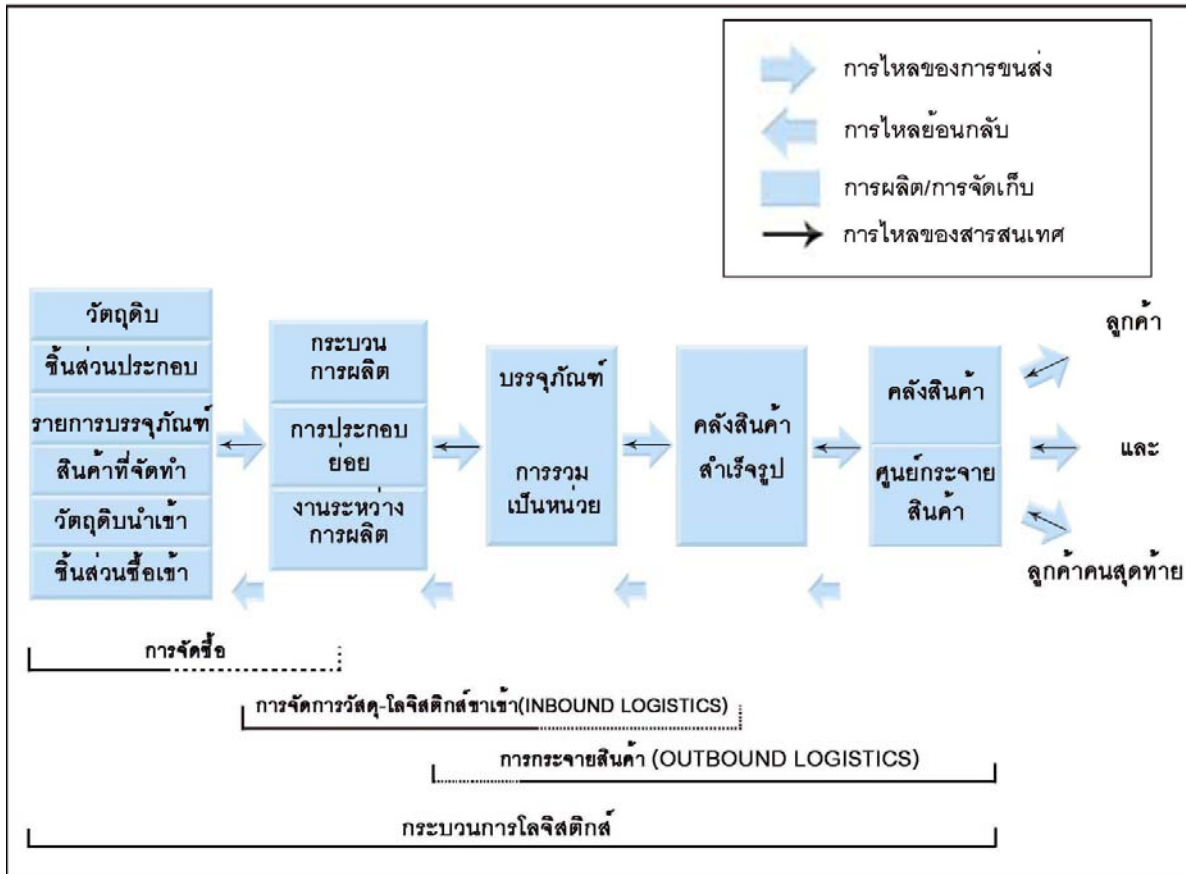 การไหลของการขนส่ง
การไหลย้อนกลับ
การผลิต/การจัดเก็บ
การไหลของสารสนเทศ
วัตถุดิบ
ชิ้นส่วนประกอบ
รายการบรรจุภัณฑ์
สินค้าที่จัดทำ
วัตถุดิบนำเข้า
ชิ้นส่วนซื้อเข้า
กระบวน
การผลิต
การประกอบ
ย่อย
งานระหว่าง
การผลิต
บรรจุภัณฑ์
การรวม
เป็นหน่วย
คลังสินค้า
สำเร็จรูป
คลังสินค้า
ศูนย์กระจาย
สินค้า
ลูกค้า
และ
ลูกค้าคนสุดท้าย
การจัดซื้อ
การจัดการวัสดุ-โลจิสติกส์ขาเข้า(INBOUND LOGISTICS)
การกระจายสินค้า (OUTBOUND LOGISTICS)
กระบวนการโลจิสติกส์